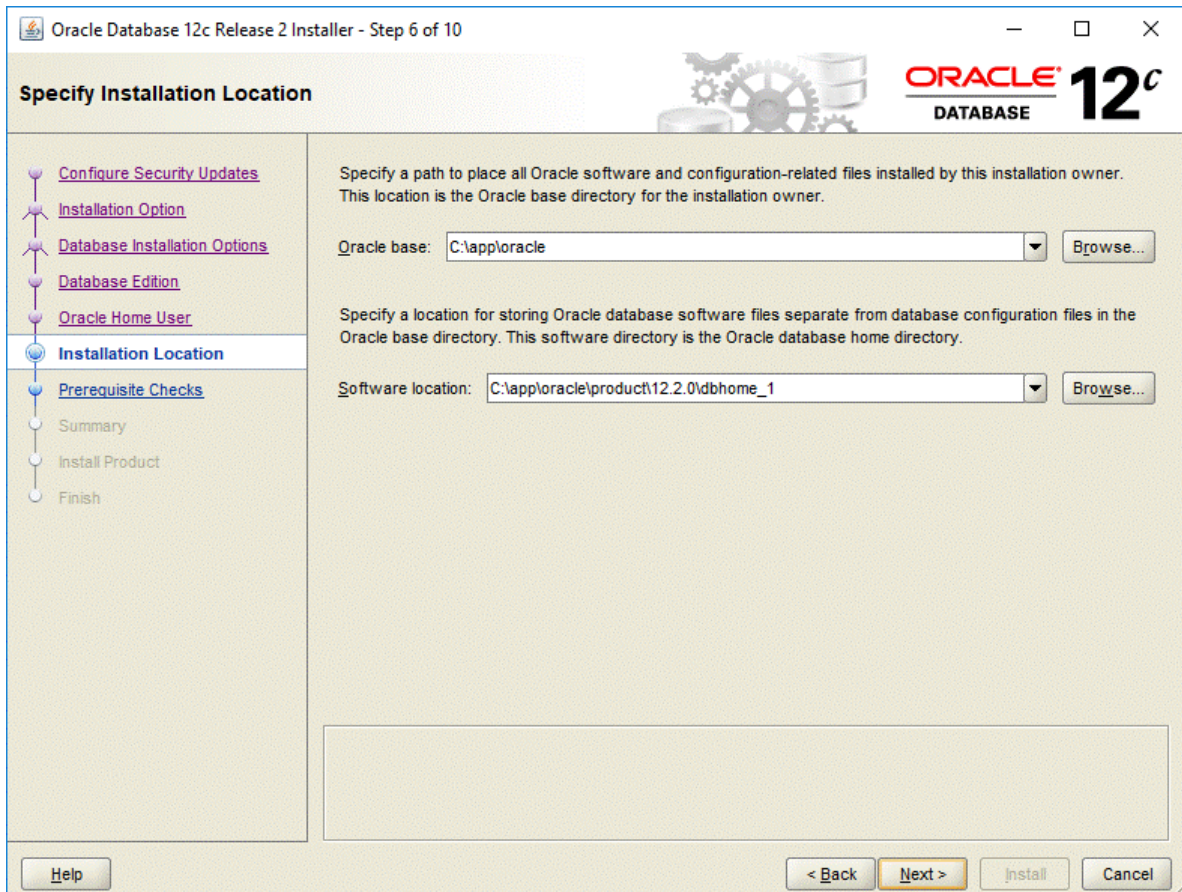 Oracle Database 12c Release 2 Installer - Step 6 of 10
Specify Installation Location
ORACLE
DATABASE
12c
Configure Security Updates
Installation Option
Database Installation Options
Database Edition
Oracle Home User
Installation Location
Prerequisite Checks
Summary
Install Product
Finish
Specify a path to place all Oracle software and configuration-related files installed by this installation owner.
This location is the Oracle base directory for the installation owner.
Oracle base: C:\app\oracle Browse...
Specify a location for storing Oracle database software files separate from database configuration files in the
Oracle base directory. This software directory is the Oracle database home directory.
Software location: C:\app\oracle\product\12.2.0\dbhome_1 Browse...
Help < Back Next > Install Cancel